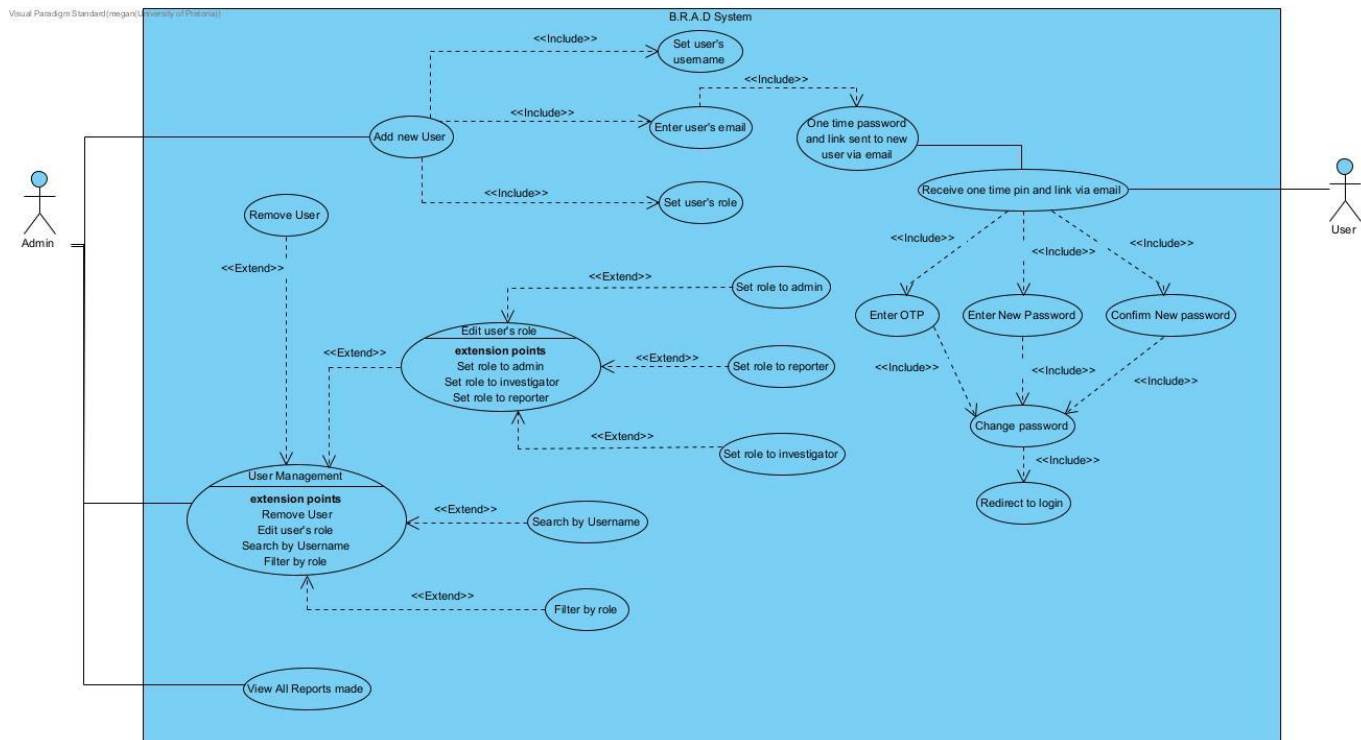 Visual Paradigm Standard(megan(University of Pretoria))
B.R.A.D System
<<Include>>
Set user's
username
<<Include>>
<<Include>>
Add new User
Enter user's email
One time password
and link sent to new
user via email
Receive one time pin and link via email
<<Include>>
Set user's role
Remove User
Admin
User
<<Extend>>
<<Extend>>
Set role to admin
<<Include>>
<<Include>>
<<Include>>
Enter OTP
Enter New Password
Confirm New password
Edit user's role
extension points
Set role to admin
Set role to investigator
Set role to reporter
<<Extend>>
<<Extend>>
Set role to reporter
<<Include>>
<<Include>>
<<Include>>
<<Extend>>
Set role to investigator
Change password
<<Include>>
Redirect to login
User Management
extension points
Remove User
Edit user's role
Search by Username
Filter by role
<<Extend>>
Search by Username
<<Extend>>
Filter by role
View All Reports made